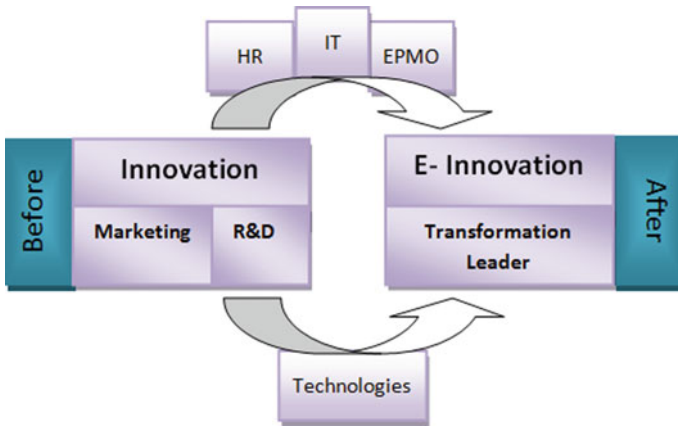 HR
IT
EPMO
Before
Innovation
Marketing
R&D
E- Innovation
Transformation
Leader
After
Technologies